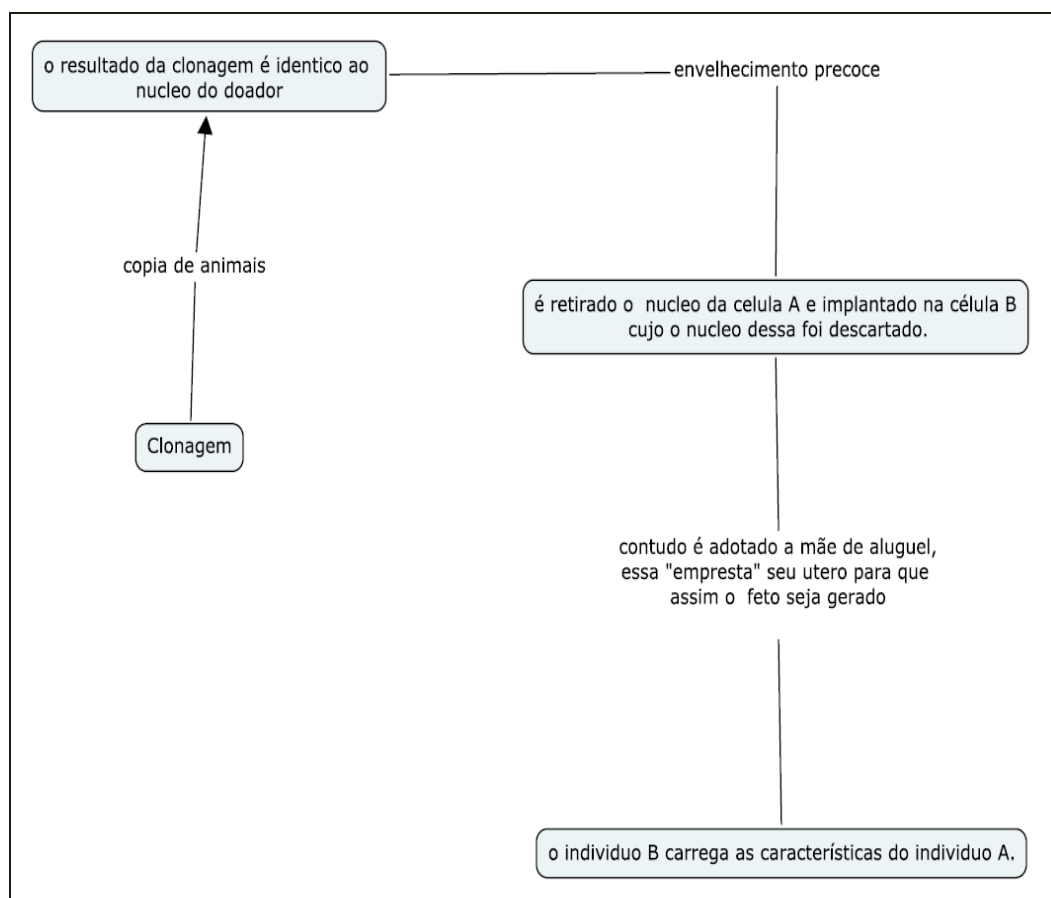 o resultado da clonagem é identico ao
nucleo do doador
envelhecimento precoce
copia de animais
é retirado o nucleo da celula A e implantado na célula B
cujo o nucleo dessa foi descartado.
Clonagem
contudo é adotado a mãe de aluguel,
essa "empresta" seu utero para que
assim o feto seja gerado
o individuo B carrega as características do individuo A.